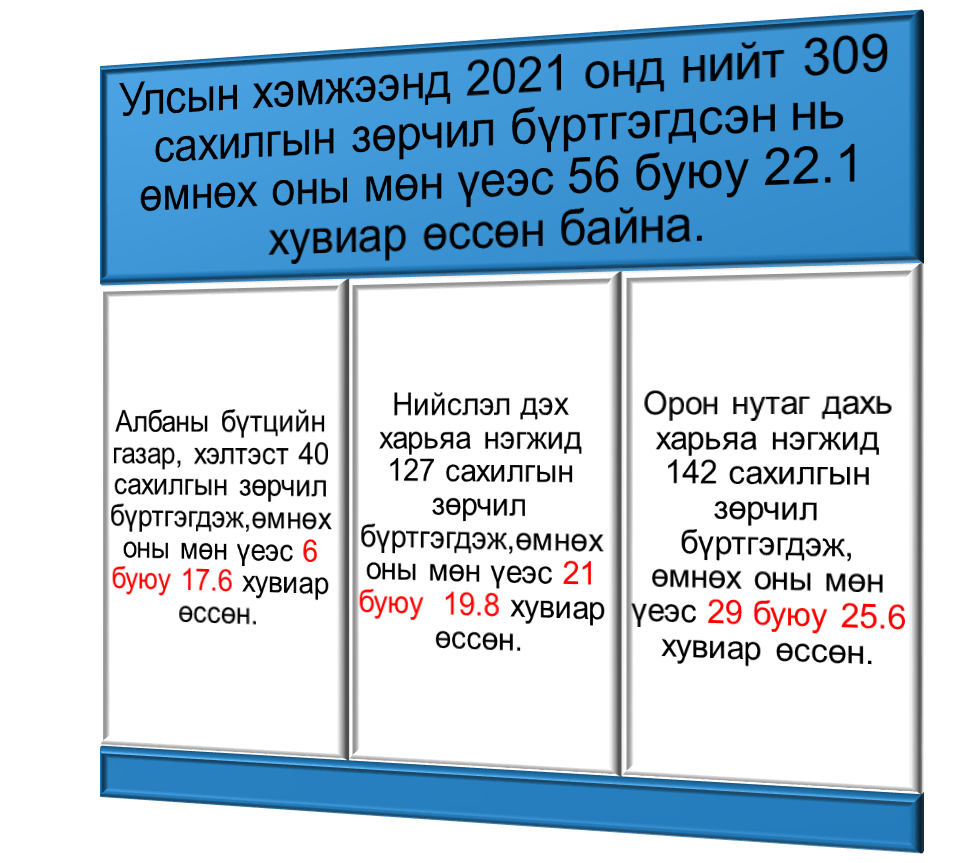 Улсын хэмжээнд 2021 онд нийт 309
сахилгын зөрчил бүртгэгдсэн нь
өмнөх оны мөн үеэс 56 буюу 22.1
хувиар өссөн байна.
Албаны бүтцийн
газар, хэлтэст 40
сахилгын зөрчил
бүртгэгдэж,өмнөх
оны мөн үеэс 6
буюу 17.6 хувиар
өссөн.
Нийслэл дэх
харьяа нэгжид
127 сахилгын
зөрчил
бүртгэгдэж,өмнөх
оны мөн үеэс 21
буюу 19.8 хувиар
өссөн.
Орон нутаг дахь
харьяа нэгжид
142 сахилгын
зөрчил
бүртгэгдэж,
өмнөх оны мөн
үеэс 29 буюу 25.6
хувиар өссөн.